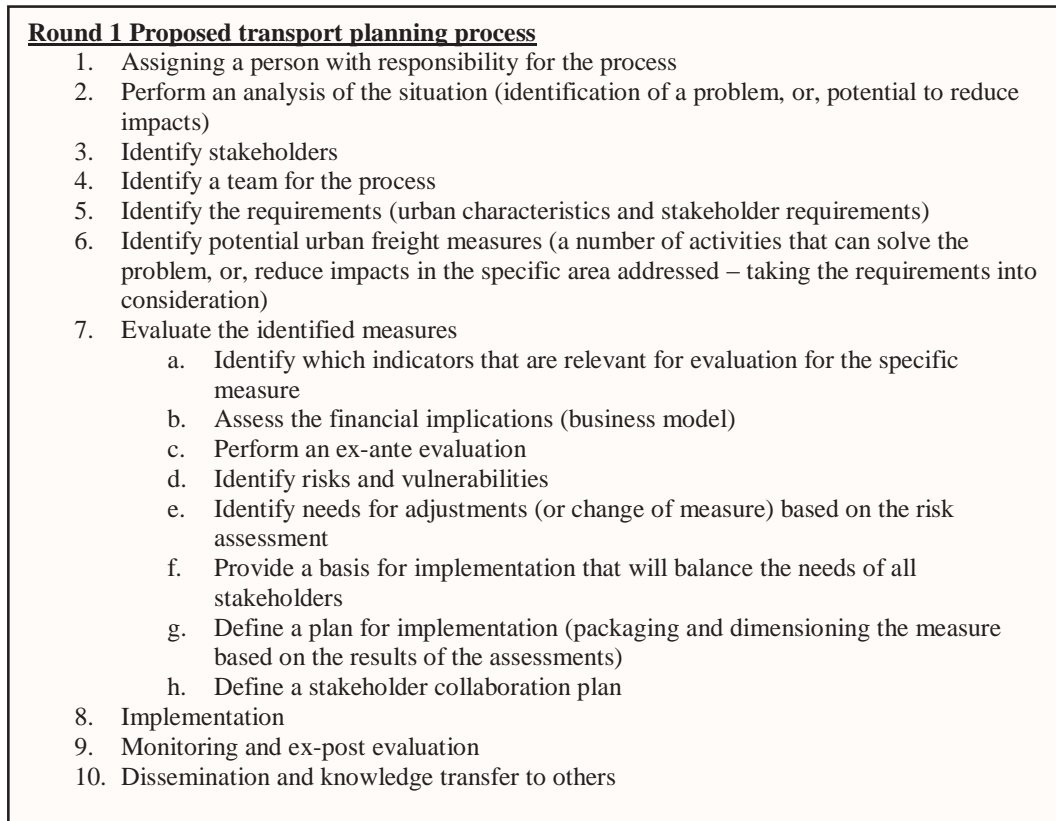 Round 1 Proposed transport planning process
1. Assigning a person with responsibility for the process
2. Perform an analysis of the situation (identification of a problem, or, potential to reduce
impacts)
3. Identify stakeholders
4. Identify a team for the process
5. Identify the requirements (urban characteristics and stakeholder requirements)
6. Identify potential urban freight measures (a number of activities that can solve the
problem, or, reduce impacts in the specific area addressed – taking the requirements into
consideration)
7. Evaluate the identified measures
a. Identify which indicators that are relevant for evaluation for the specific
measure
b. Assess the financial implications (business model)
c. Perform an ex-ante evaluation
d. Identify risks and vulnerabilities
e. Identify needs for adjustments (or change of measure) based on the risk
assessment
f. Provide a basis for implementation that will balance the needs of all
stakeholders
g. Define a plan for implementation (packaging and dimensioning the measure
based on the results of the assessments)
h. Define a stakeholder collaboration plan
8. Implementation
9. Monitoring and ex-post evaluation
10. Dissemination and knowledge transfer to others